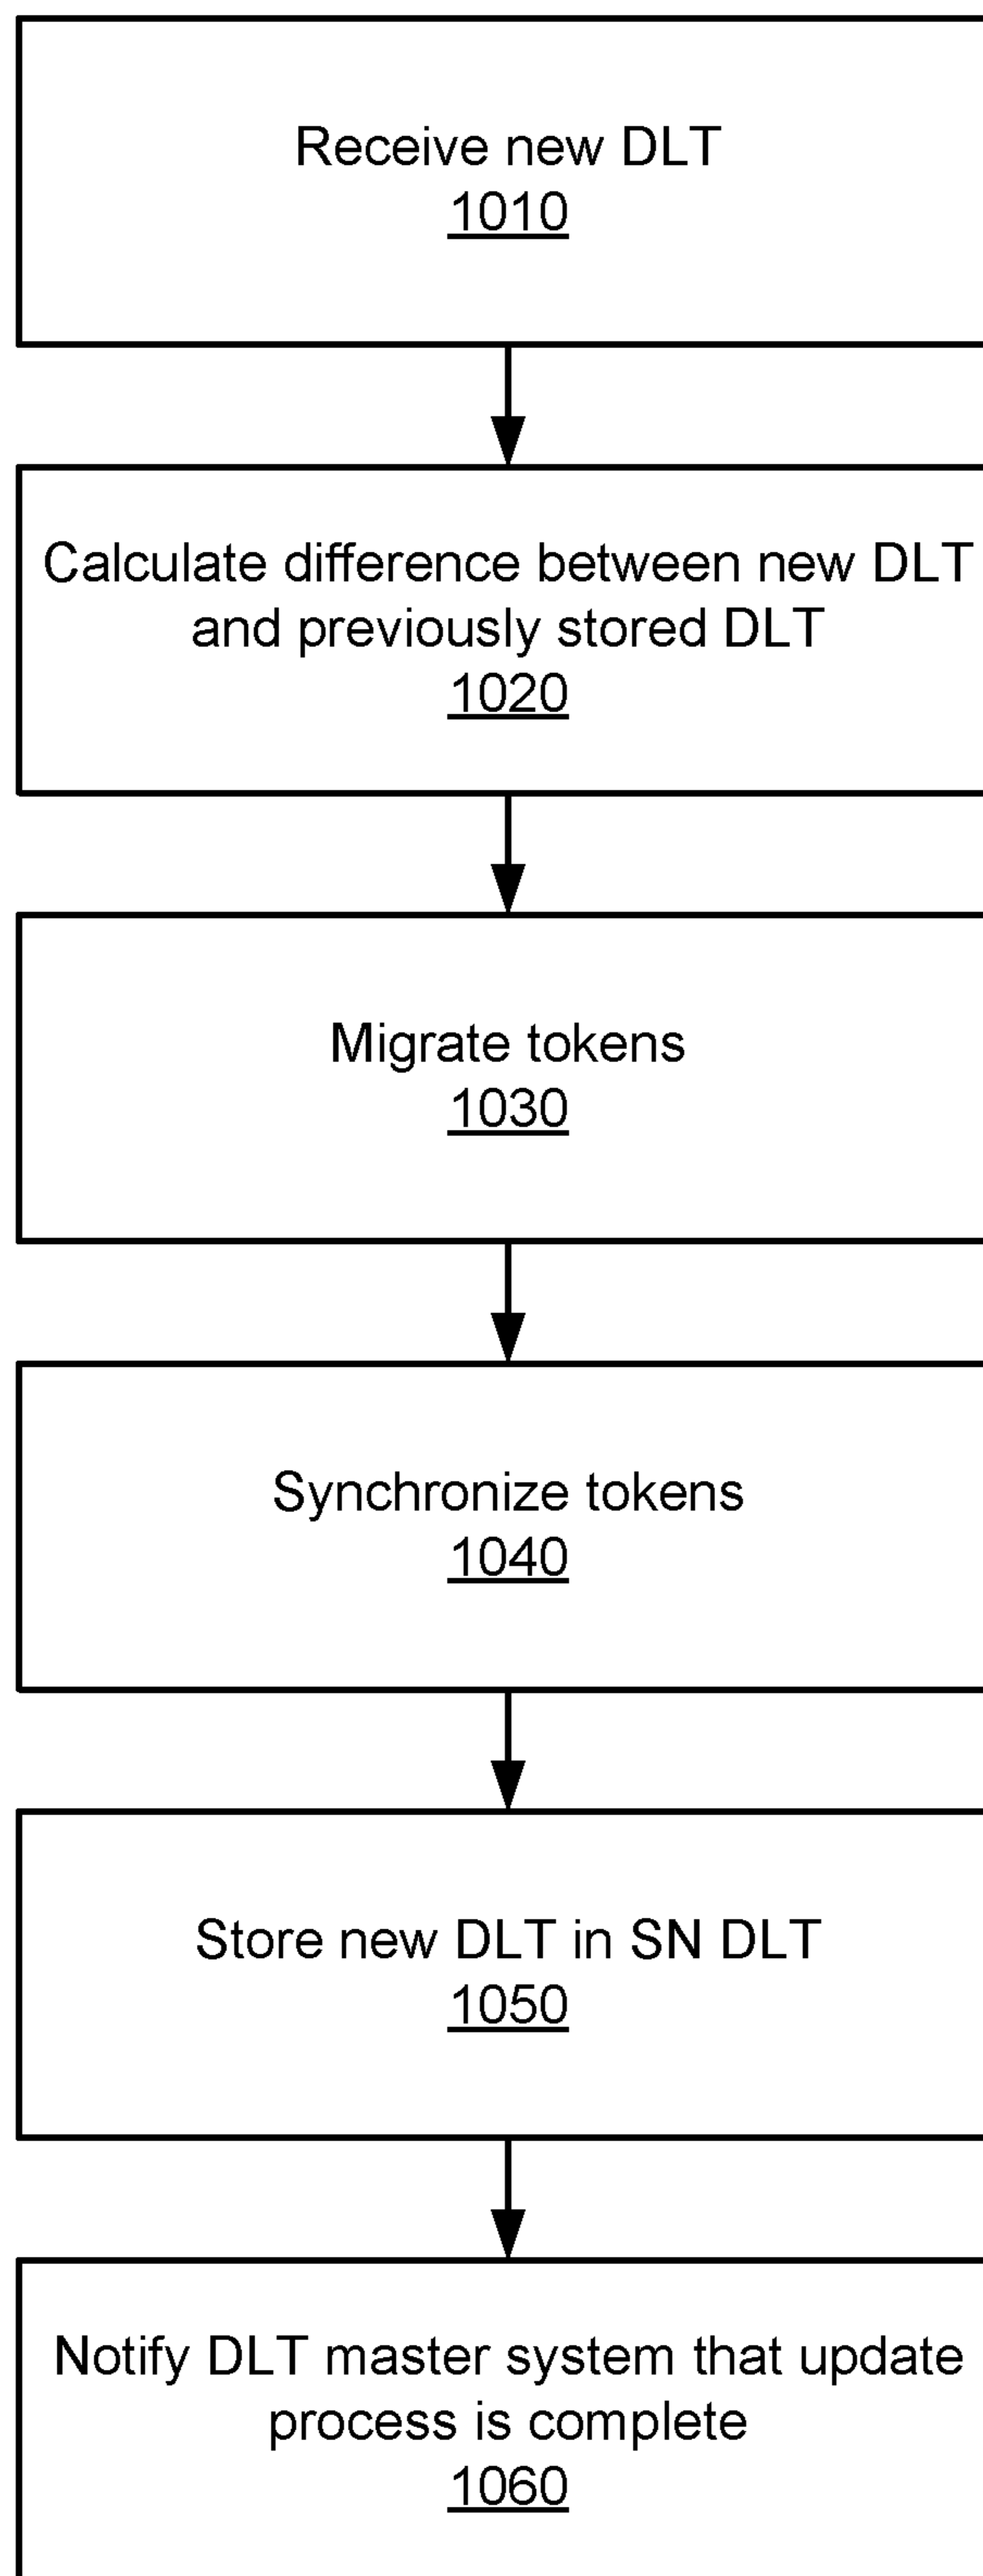 Receive new DLT
1010
Calculate difference between new DLT
and previously stored DLT
1020
Migrate tokens
1030
Synchronize tokens
1040
Store new DLT in SN DLT
1050
Notify DLT master system that update
process is complete
1060